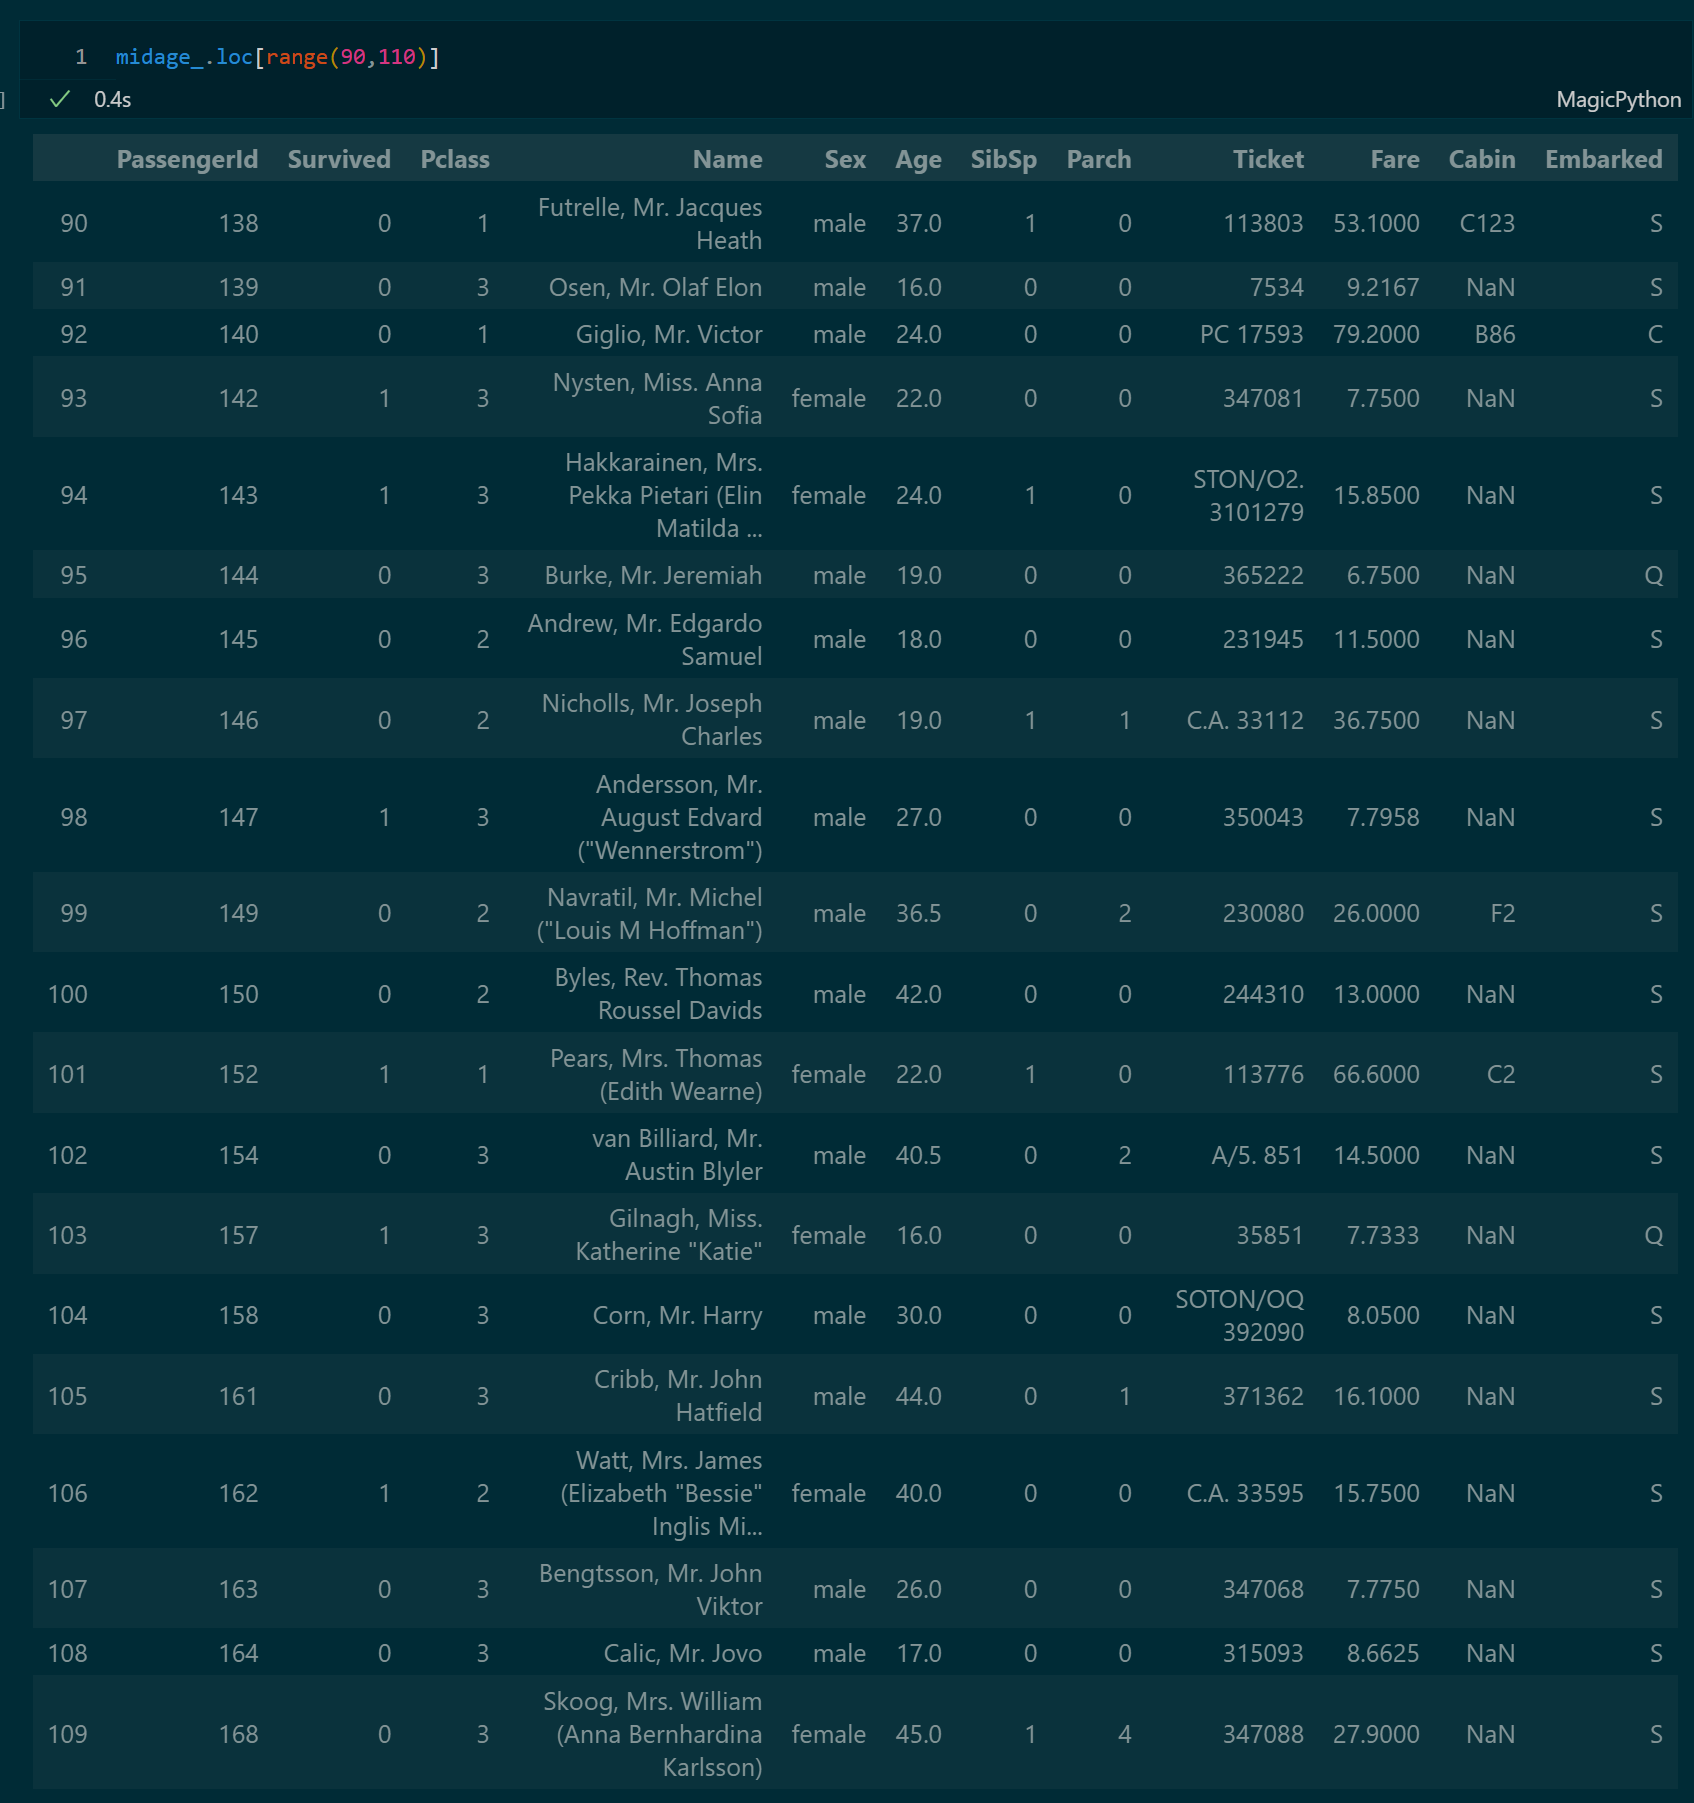 1 midage_.loc[range(90,110)]
] ✓ 0.4s MagicPython
PassengerId Survived Pclass Name Sex Age SibSp Parch Ticket Fare Cabin Embarked
90 138 0 1 Futrelle, Mr. Jacques Heath male 37.0 1 0 113803 53.1000 C123 S
91 139 0 3 Osen, Mr. Olaf Elon male 16.0 0 0 7534 9.2167 NaN S
92 140 0 1 Giglio, Mr. Victor male 24.0 0 0 PC 17593 79.2000 B86 C
93 142 1 3 Nysten, Miss. Anna Sofia female 22.0 0 0 347081 7.7500 NaN S
94 143 1 3 Hakkarainen, Mrs. Pekka Pietari (Elin Matilda ... female 24.0 1 0 STON/O2. 3101279 15.8500 NaN S
95 144 0 3 Burke, Mr. Jeremiah male 19.0 0 0 365222 6.7500 NaN Q
96 145 0 2 Andrew, Mr. Edgardo Samuel male 18.0 0 0 231945 11.5000 NaN S
97 146 0 2 Nicholls, Mr. Joseph Charles male 19.0 1 1 C.A. 33112 36.7500 NaN S
98 147 1 3 Andersson, Mr. August Edvard ("Wennerstrom") male 27.0 0 0 350043 7.7958 NaN S
99 149 0 2 Navratil, Mr. Michel ("Louis M Hoffman") male 36.5 0 2 230080 26.0000 F2 S
100 150 0 2 Byles, Rev. Thomas Roussel Davids male 42.0 0 0 244310 13.0000 NaN S
101 152 1 1 Pears, Mrs. Thomas (Edith Wearne) female 22.0 1 0 113776 66.6000 C2 S
102 154 0 3 van Billiard, Mr. Austin Blyler male 40.5 0 2 A/5. 851 14.5000 NaN S
103 157 1 3 Gilnagh, Miss. Katherine "Katie" female 16.0 0 0 35851 7.7333 NaN Q
104 158 0 3 Corn, Mr. Harry male 30.0 0 0 SOTON/OQ 392090 8.0500 NaN S
105 161 0 3 Cribb, Mr. John Hatfield male 44.0 0 1 371362 16.1000 NaN S
106 162 1 2 Watt, Mrs. James (Elizabeth "Bessie" Inglis Mi... female 40.0 0 0 C.A. 33595 15.7500 NaN S
107 163 0 3 Bengtsson, Mr. John Viktor male 26.0 0 0 347068 7.7750 NaN S
108 164 0 3 Calic, Mr. Jovo male 17.0 0 0 315093 8.6625 NaN S
109 168 0 3 Skoog, Mrs. William (Anna Bernhardina Karlsson) female 45.0 1 4 347088 27.9000 NaN S